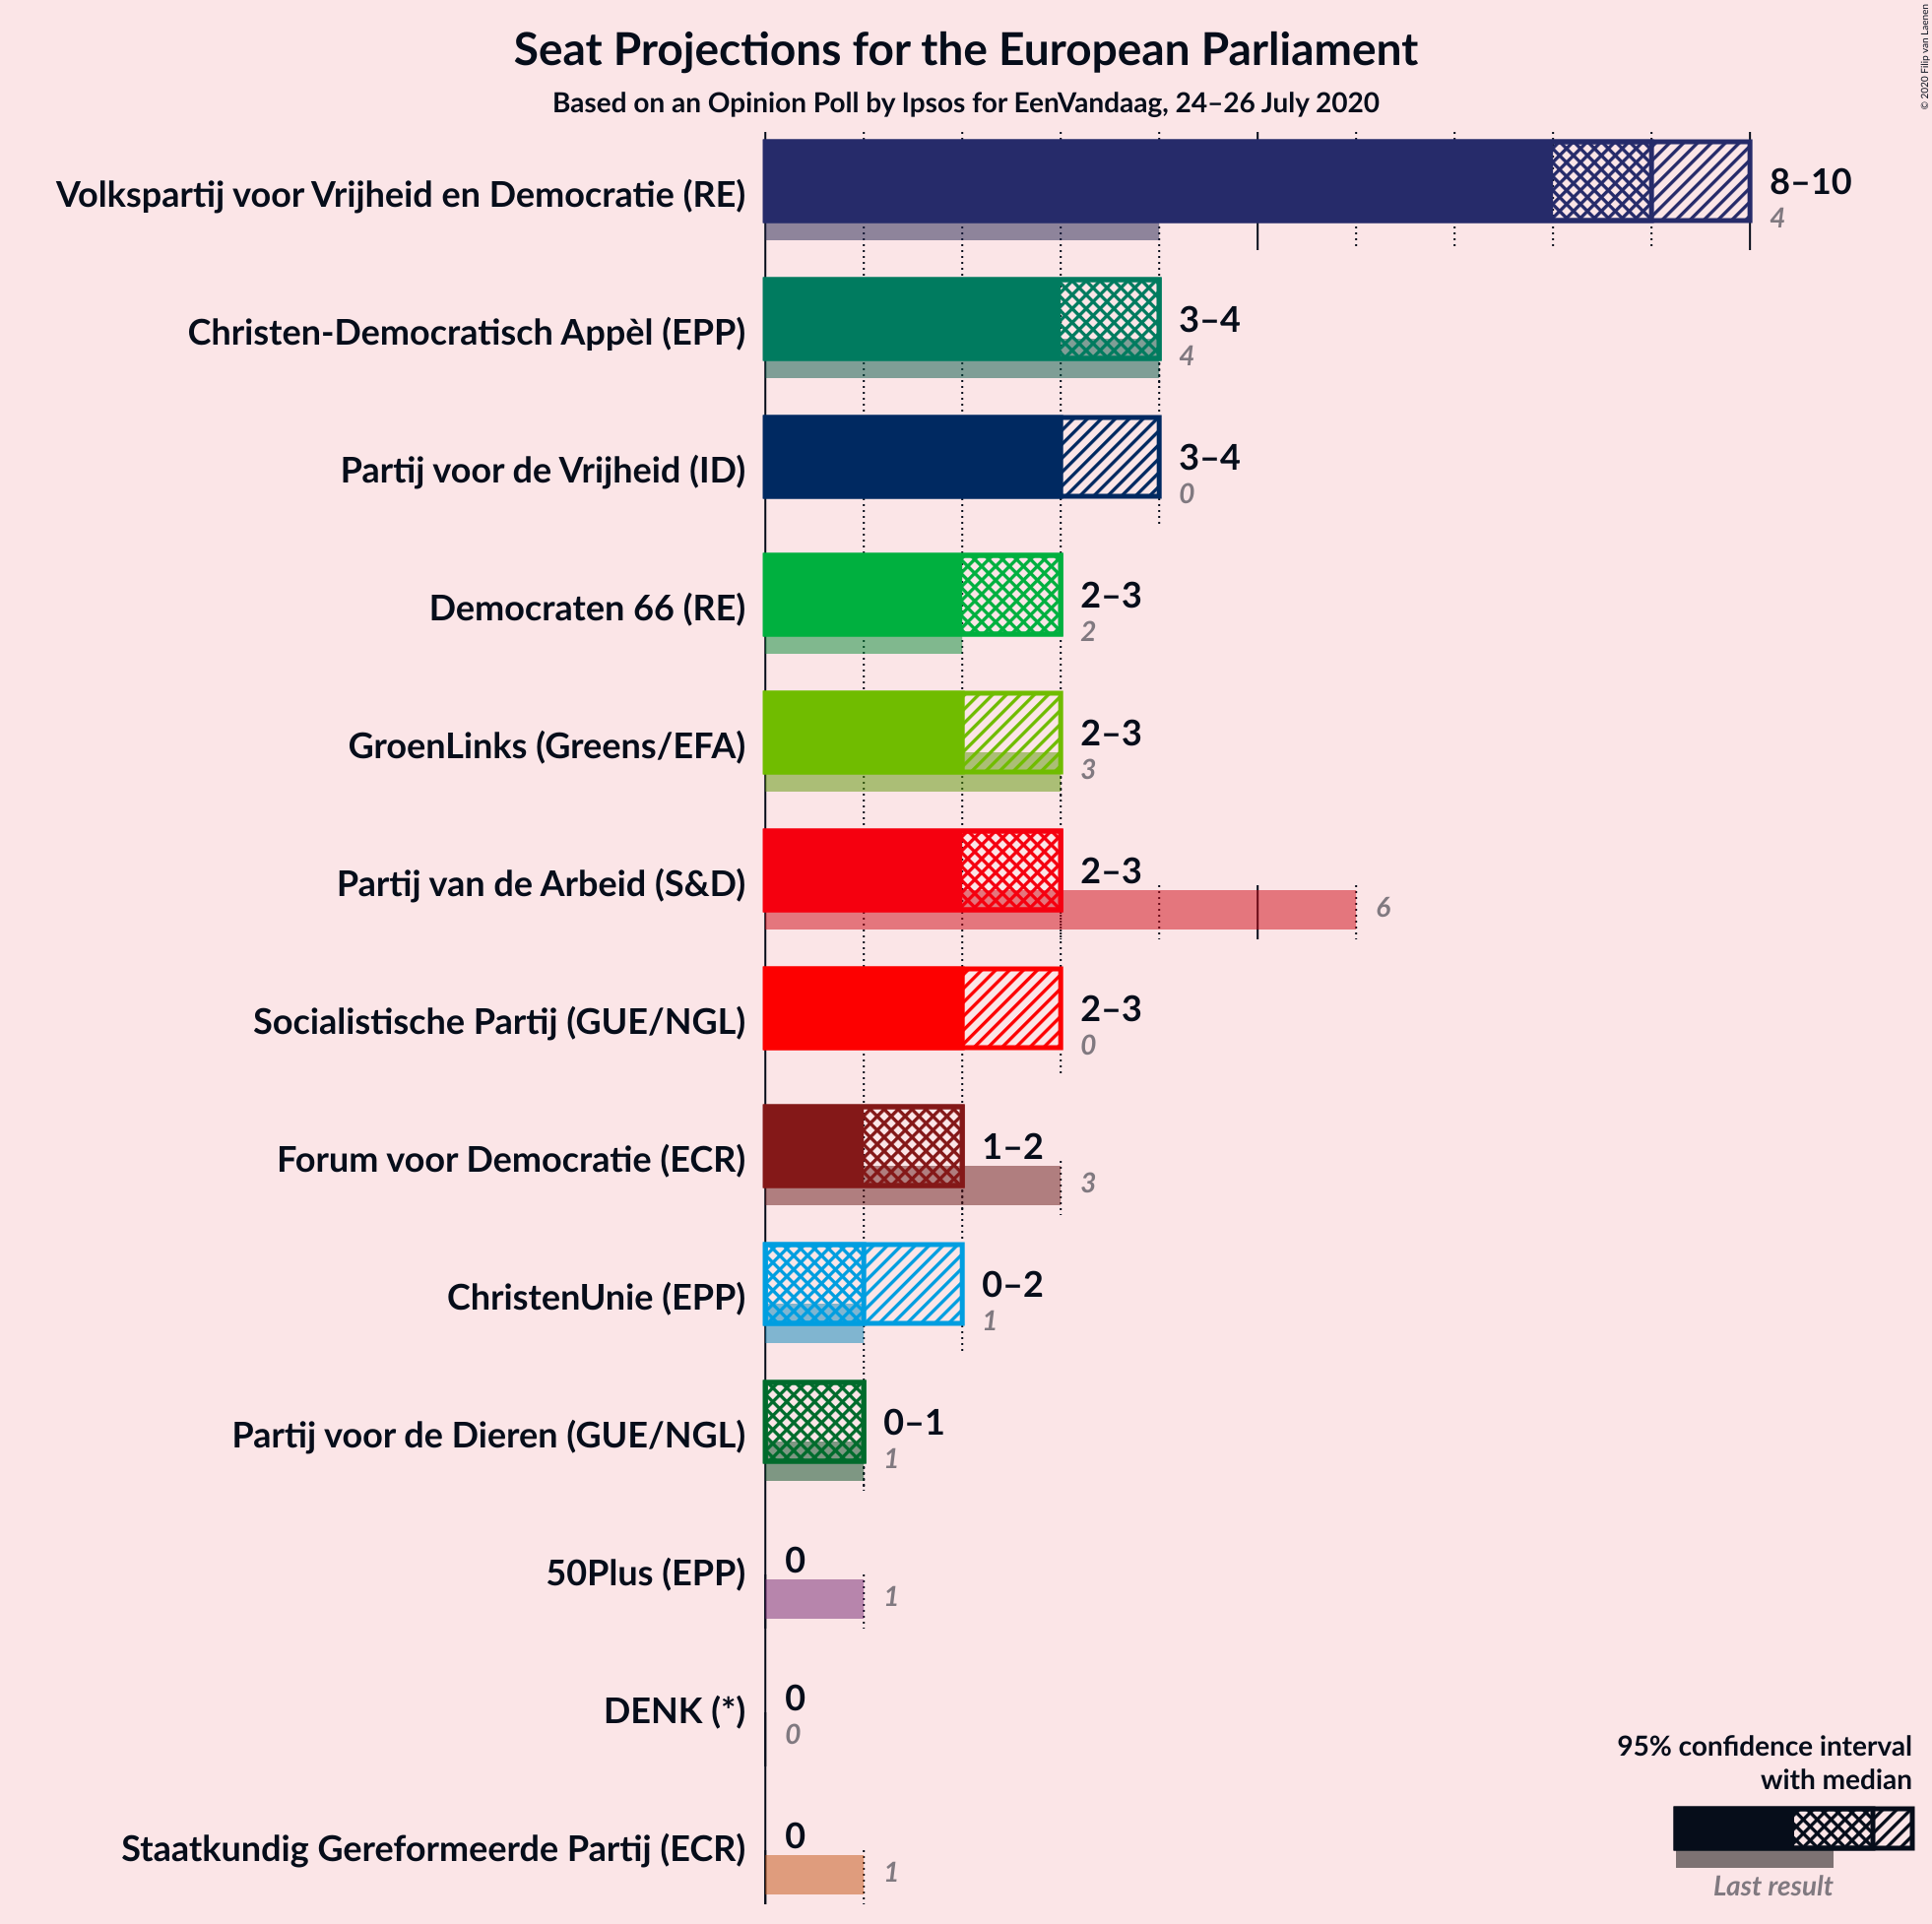 Seat Projections for the European Parliament
Based on an Opinion Poll by Ipsos for EenVandaag, 24–26 July 2020
© 2020 Filip van Laenen
Volkspartij voor Vrijheid en Democratie (RE)
8–10
4
Christen-Democratisch Appèl (EPP)
3–4
4
Partij voor de Vrijheid (ID)
3–4
0
Democraten 66 (RE)
2–3
2
GroenLinks (Greens/EFA)
2–3
3
Partij van de Arbeid (S&D)
2–3
6
Socialistische Partij (GUE/NGL)
2–3
0
Forum voor Democratie (ECR)
1–2
3
ChristenUnie (EPP)
0–2
1
Partij voor de Dieren (GUE/NGL)
0–1
1
50Plus (EPP)
0
1
DENK (*)
0
0
Staatkundig Gereformeerde Partij (ECR)
0
1
95% confidence interval
with median
Last result